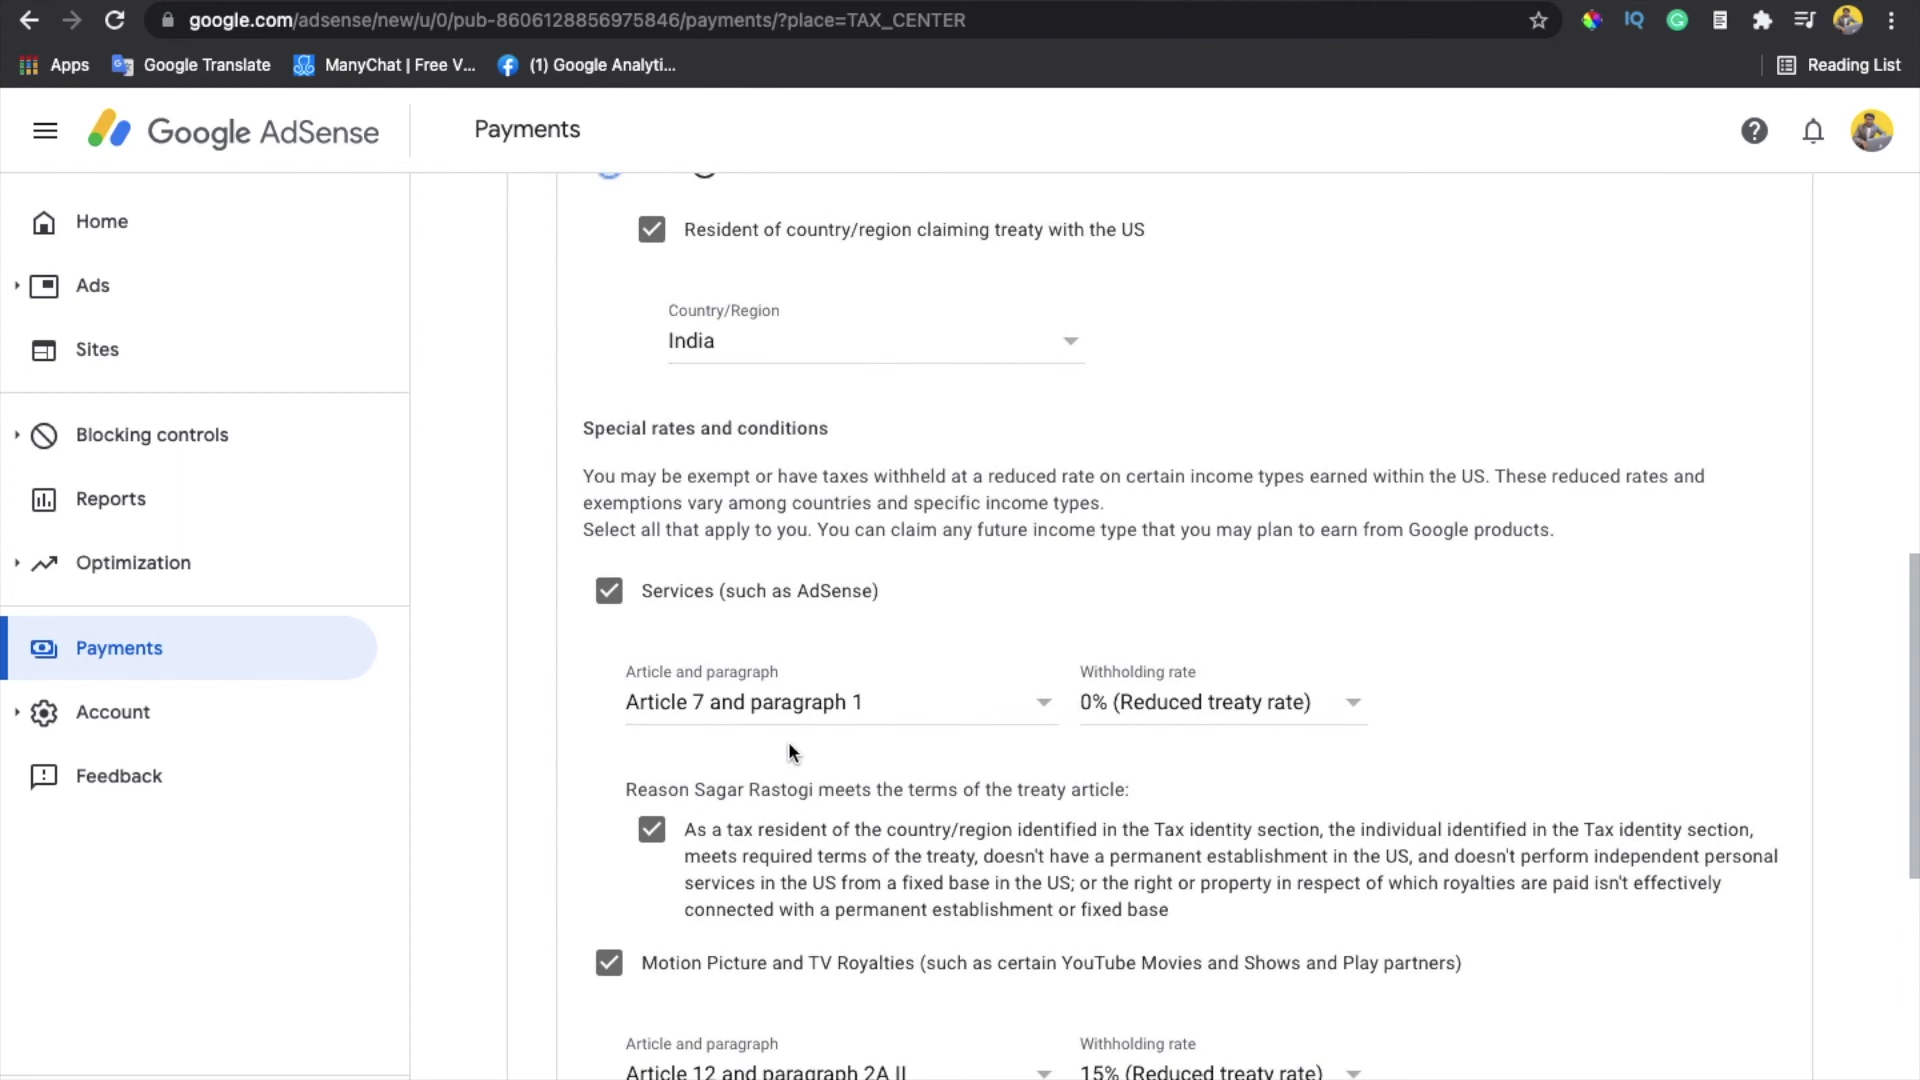 google.com/adsense/new/u/0/pub-8606128856975846/payments/?place=TAX_CENTER
IQ
Apps
Google Translate
ManyChat | Free V...
(1) Google Analyti...
Reading List
Google AdSense
Payments
Home
Ads
Sites
Blocking controls
Reports
Optimization
Payments
Account
Feedback
Resident of country/region claiming treaty with the US
Country/Region
India
Special rates and conditions
You may be exempt or have taxes withheld at a reduced rate on certain income types earned within the US. These reduced rates and
exemptions vary among countries and specific income types.
Select all that apply to you. You can claim any future income type that you may plan to earn from Google products.
Services (such as AdSense)
Article and paragraph
Withholding rate
Article 7 and paragraph 1
0% (Reduced treaty rate)
Reason Sagar Rastogi meets the terms of the treaty article:
As a tax resident of the country/region identified in the Tax identity section, the individual identified in the Tax identity section,
meets required terms of the treaty, doesn't have a permanent establishment in the US, and doesn't perform independent personal
services in the US from a fixed base in the US; or the right or property in respect of which royalties are paid isn't effectively
connected with a permanent establishment or fixed base
Motion Picture and TV Royalties (such as certain YouTube Movies and Shows and Play partners)
Article and paragraph
Withholding rate
Article 12 and paragraph 2A II
15% (Reduced treaty rate)